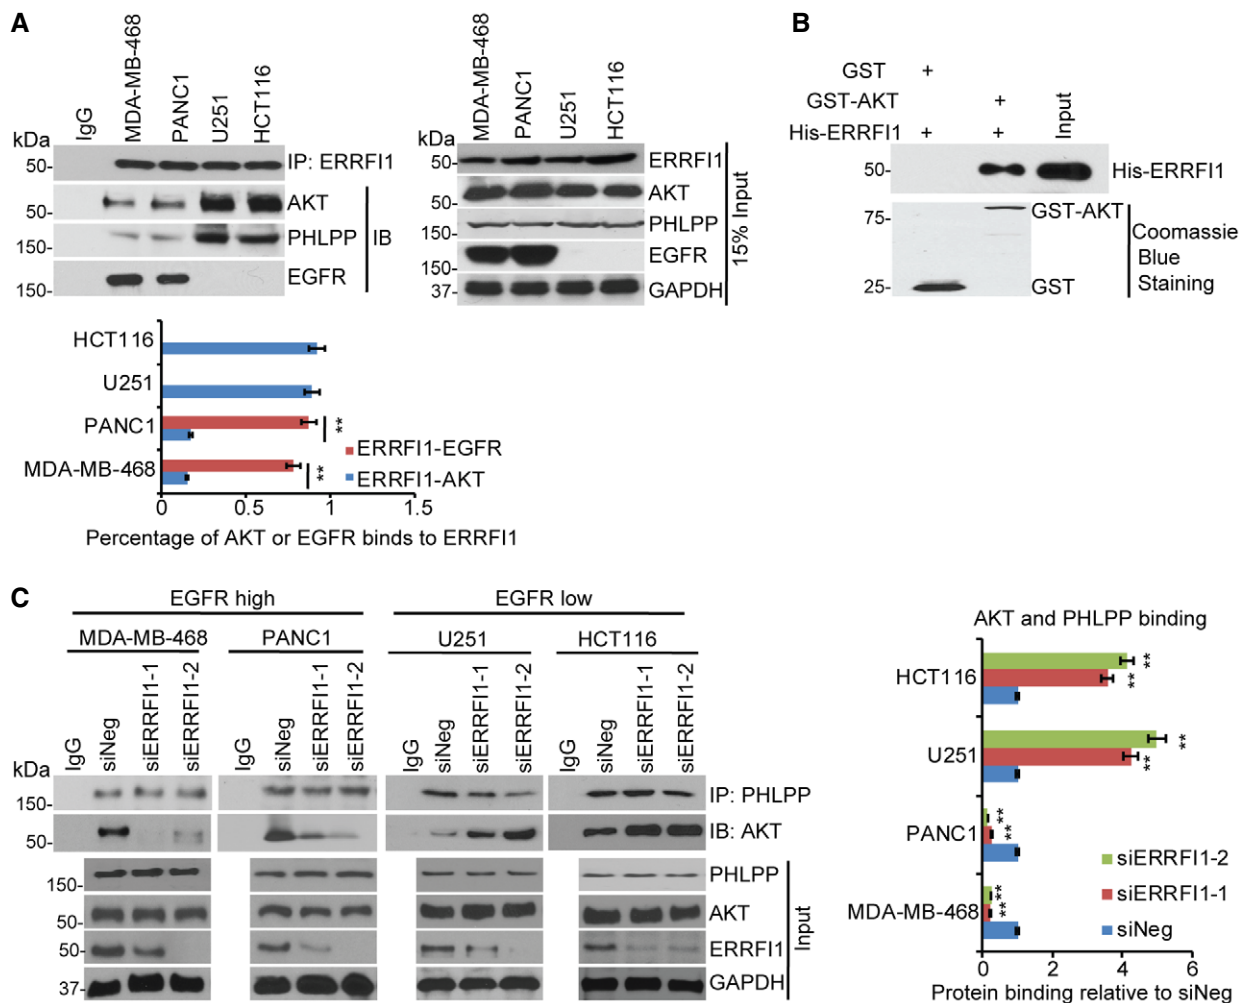 A
IgG
MDA-MB-468
PANC1
U251
HCT116
kDa
50-
IP: ERRFI1
50-
AKT
150-
PHLPP
IB
150-
EGFR
MDA-MB-468
PANC1
U251
HCT116
kDa
50-
ERRFI1
50-
AKT
150-
PHLPP
150-
EGFR
37-
GAPDH
15% Input
HCT116
U251
PANC1
**
MDA-MB-468
**
ERRFI1-EGFR
ERRFI1-AKT
0 0.5 1 1.5
Percentage of AKT or EGFR binds to ERRFI1
B
GST +
GST-AKT +
His-ERRFI1 + +
Input
50-
His-ERRFI1
75-
GST-AKT
25-
GST
Coomassie
Blue
Staining
C
EGFR high
EGFR low
MDA-MB-468
PANC1
U251
HCT116
IgG
siNeg
siERRFI1-1
siERRFI1-2
IgG
siNeg
siERRFI1-1
siERRFI1-2
IgG
siNeg
siERRFI1-1
siERRFI1-2
IgG
siNeg
siERRFI1-1
siERRFI1-2
kDa
150-
IP: PHLPP
50-
IB: AKT
150-
PHLPP
50-
AKT
50-
ERRFI1
37-
GAPDH
Input
AKT and PHLPP binding
HCT116
**
**
U251
**
**
PANC1
**
**
MDA-MB-468
**
**
siERRFI1-2
siERRFI1-1
siNeg
0 2 4 6
Protein binding relative to siNeg